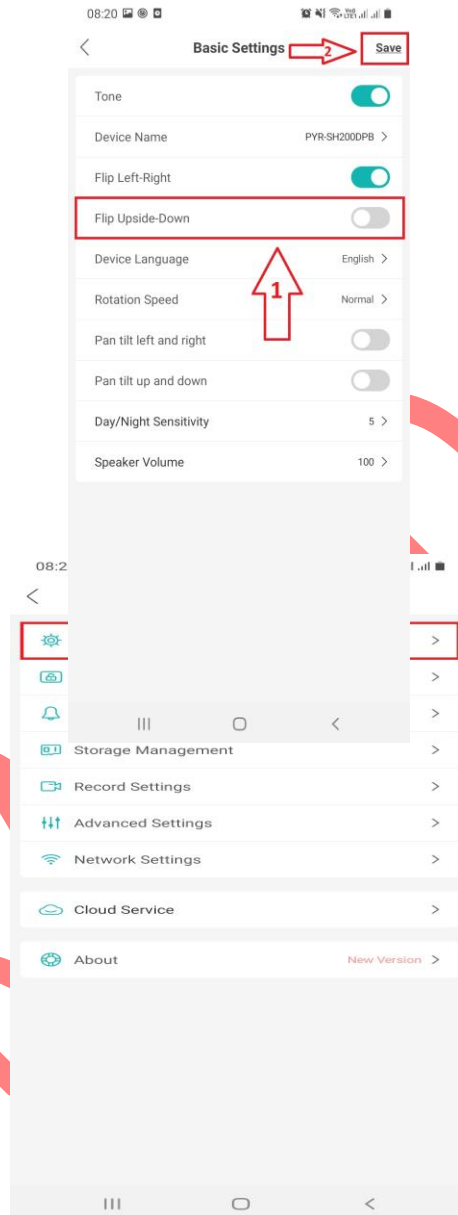 08:20
Basic Settings 2 Save
Tone
Device Name PYR-SH200DPB
Flip Left-Right
Flip Upside-Down
Device Language English
1
Rotation Speed Normal
Pan tilt left and right
Pan tilt up and down
Day/Night Sensitivity 5
Speaker Volume 100
08:2
Storage Management
Record Settings
Advanced Settings
Network Settings
Cloud Service
About New Version